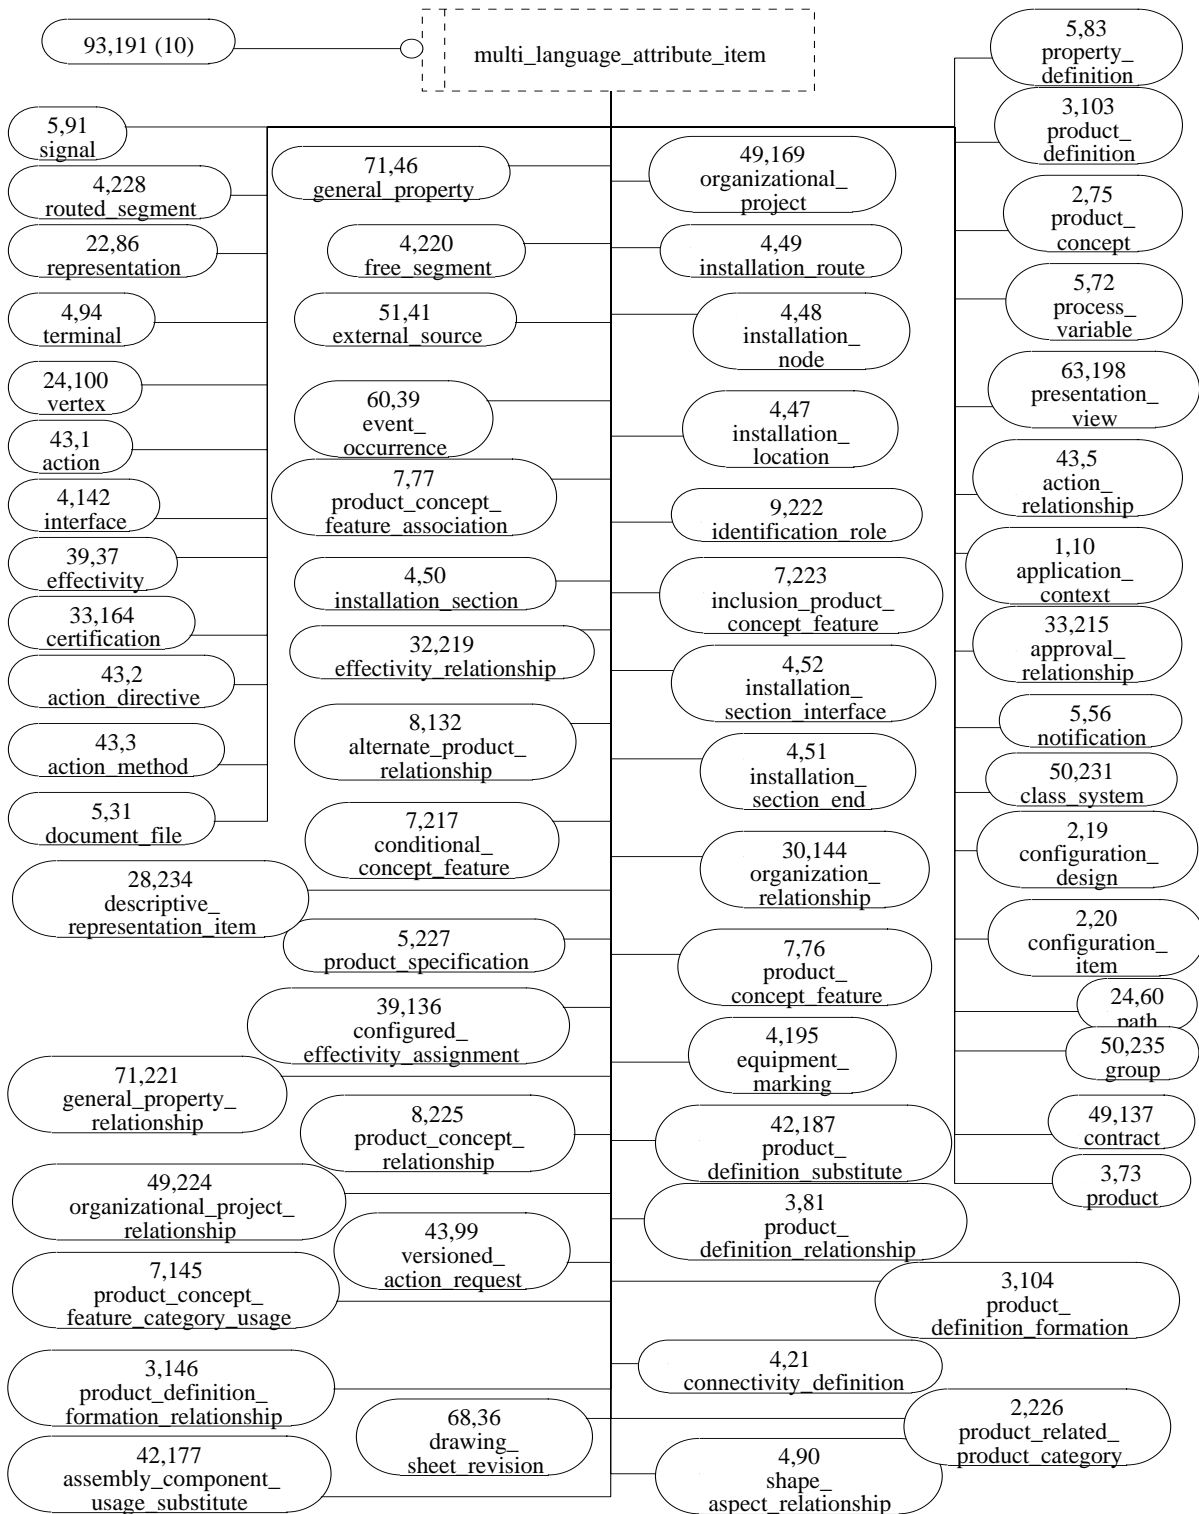 93,191 (10)
multi_language_attribute_item
5,83
property_
definition
5,91
signal
3,103
product_
definition
71,46
general_property
49,169
organizational_
project
4,228
routed_segment
2,75
product_
concept
22,86
representation
4,220
free_segment
4,49
installation_route
5,72
process_
variable
4,94
terminal
51,41
external_source
4,48
installation_
node
24,100
vertex
60,39
event_
occurrence
4,47
installation_
location
63,198
presentation_
view
43,1
action
43,5
action_
relationship
4,142
interface
7,77
product_concept_
feature_association
9,222
identification_role
39,37
effectivity
4,50
installation_section
7,223
inclusion_product_
concept_feature
1,10
application_
context
33,164
certification
32,219
effectivity_relationship
4,52
installation_
section_interface
33,215
approval_
relationship
43,2
action_directive
8,132
alternate_product_
relationship
4,51
installation_
section_end
5,56
notification
43,3
action_method
50,231
class_system
5,31
document_file
7,217
conditional_
concept_feature
30,144
organization_
relationship
2,19
configuration_
design
28,234
descriptive_
representation_item
5,227
product_specification
7,76
product_
concept_feature
2,20
configuration_
item
24,60
path
39,136
configured_
effectivity_assignment
4,195
equipment_
marking
50,235
group
71,221
general_property_
relationship
8,225
product_concept_
relationship
42,187
product_
definition_substitute
49,137
contract
3,73
product
49,224
organizational_project_
relationship
43,99
versioned_
action_request
3,81
product_
definition_relationship
7,145
product_concept_
feature_category_usage
3,104
product_
definition_formation
3,146
product_definition_
formation_relationship
4,21
connectivity_definition
68,36
drawing_
sheet_revision
2,226
product_related_
product_category
42,177
assembly_component_
usage_substitute
4,90
shape_
aspect_relationship